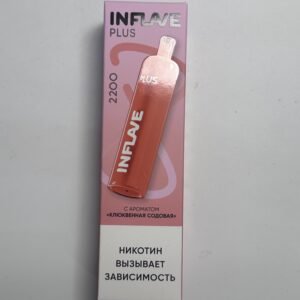 INFLAVE
PLUS
2200
PLUS
INFLAVE
С АРОМАТОМ
«КЛЮКВЕННАЯ СОДОВАЯ»
НИКОТИН
ВЫЗЫВАЕТ
ЗАВИСИМОСТЬ